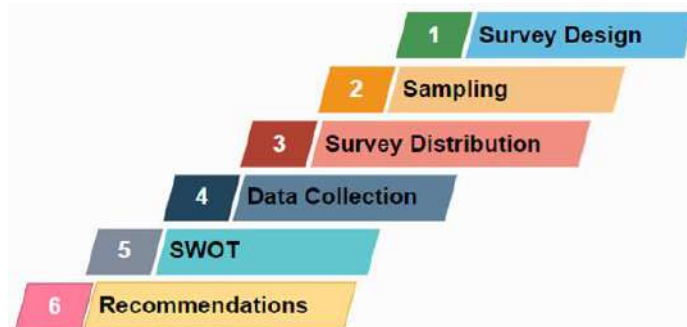 1 Survey Design
2 Sampling
3 Survey Distribution
4 Data Collection
5 SWOT
6 Recommendations